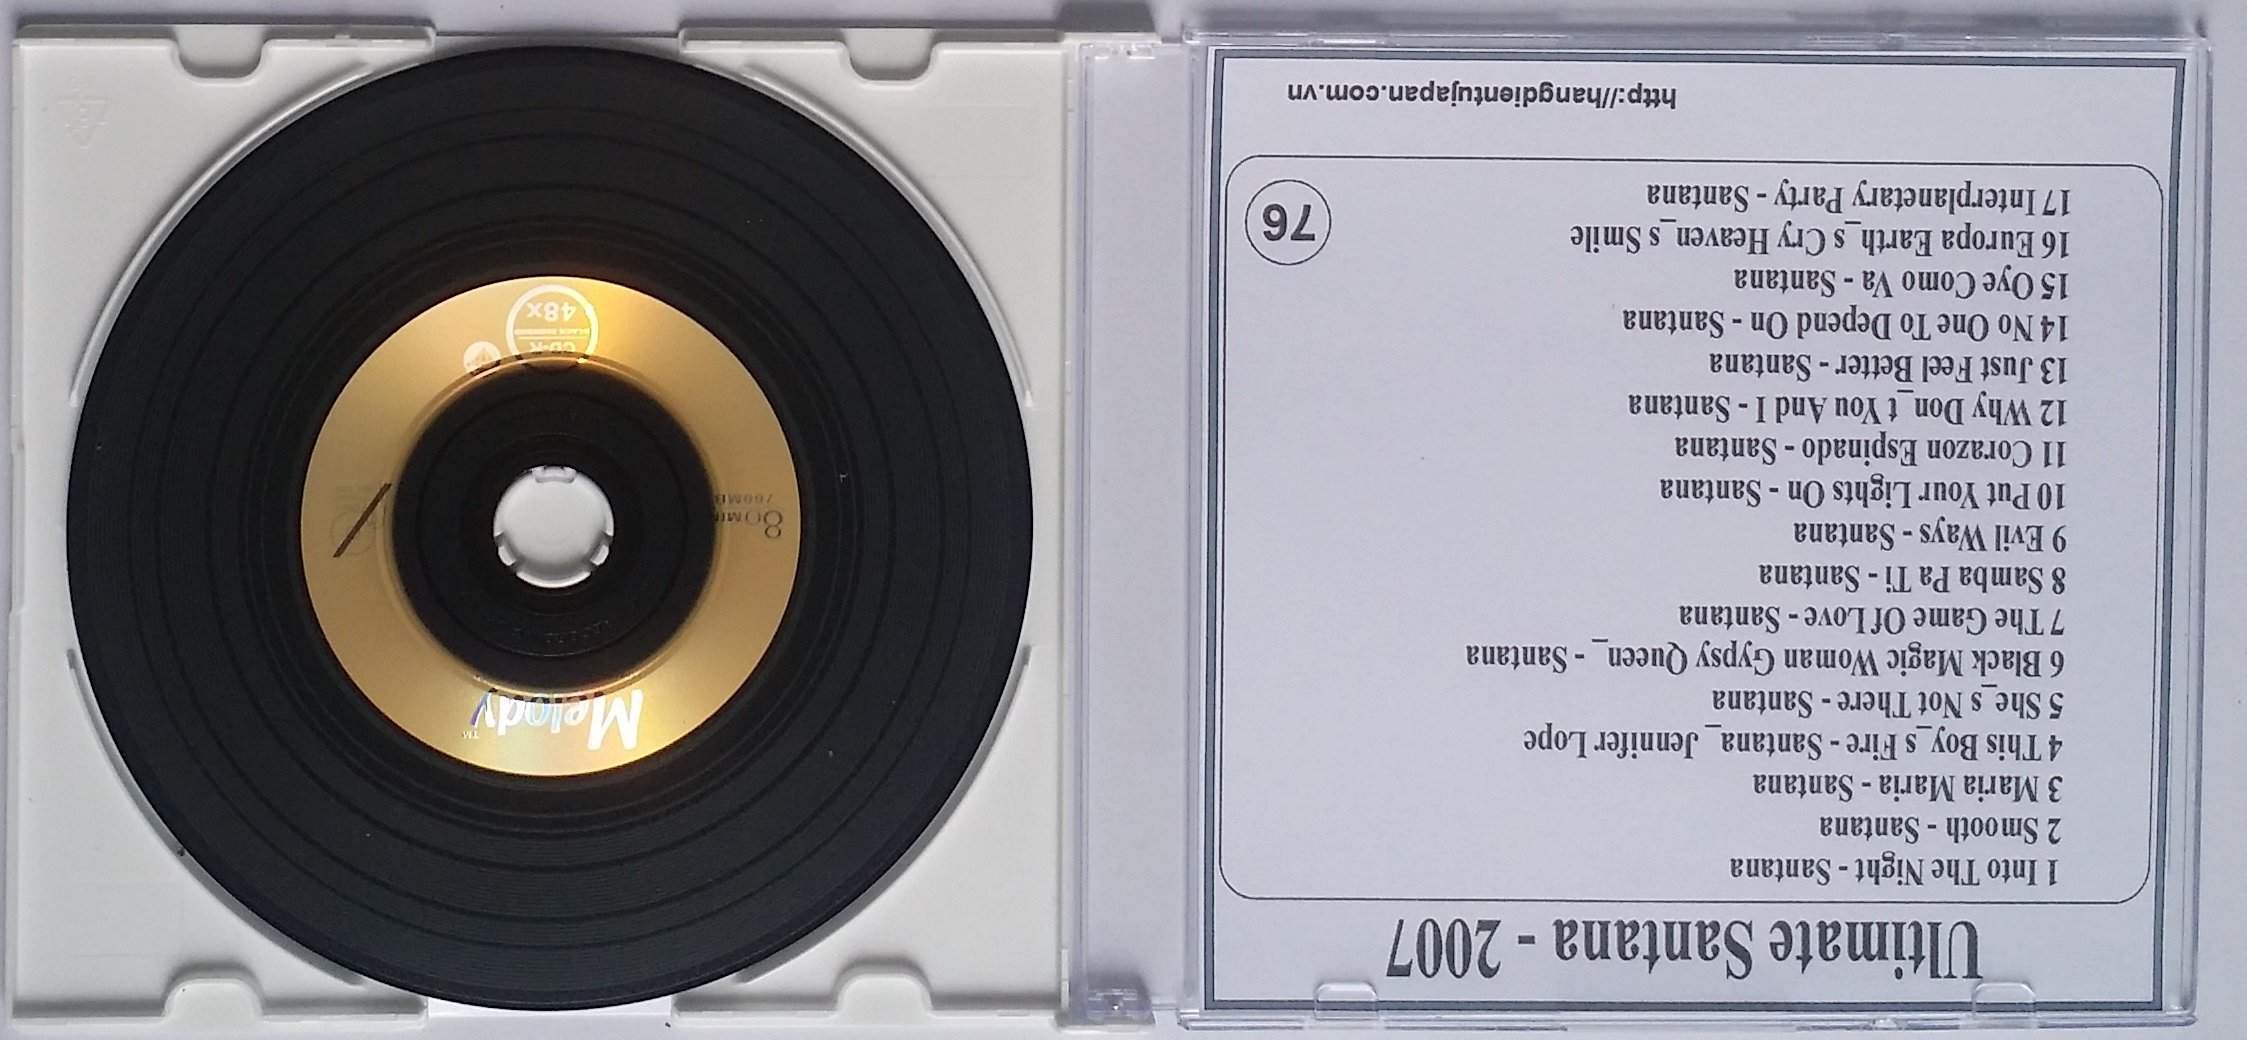 Ultimate Santana - 2007
1 Into The Night - Santana
2 Smooth - Santana
3 Maria Maria - Santana
4 This Boy_s Fire - Santana_ Jennifer Lope
5 She_s Not There - Santana
6 Black Magic Woman Gypsy Queen_ - Santana
7 The Game Of Love - Santana
8 Samba Pa Ti - Santana
9 Evil Ways - Santana
10 Put Your Lights On - Santana
11 Corazon Espinado - Santana
12 Why Don_t You And I - Santana
13 Just Feel Better - Santana
14 No One To Depend On - Santana
15 Oye Como Va - Santana
16 Europa Earth_s Cry Heaven_s Smile
17 Interplanetary Party - Santana
76
http://hangdientujapan.com.vn
Melody™
80MIN
700MB
CD-R
48x